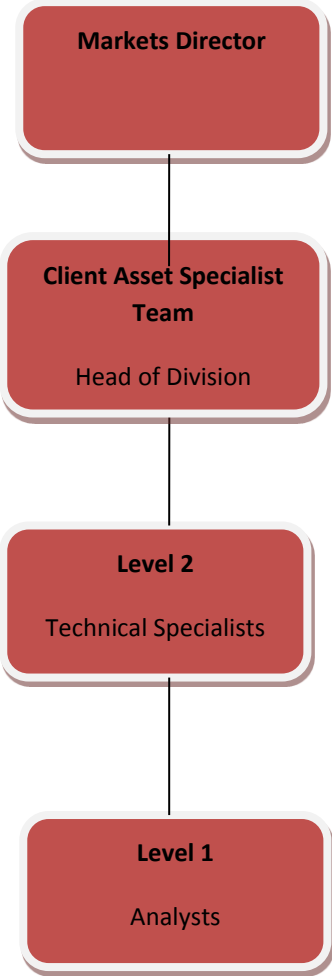 Markets Director
Client Asset Specialist
Team
Head of Division
Level 2
Technical Specialists
Level 1
Analysts